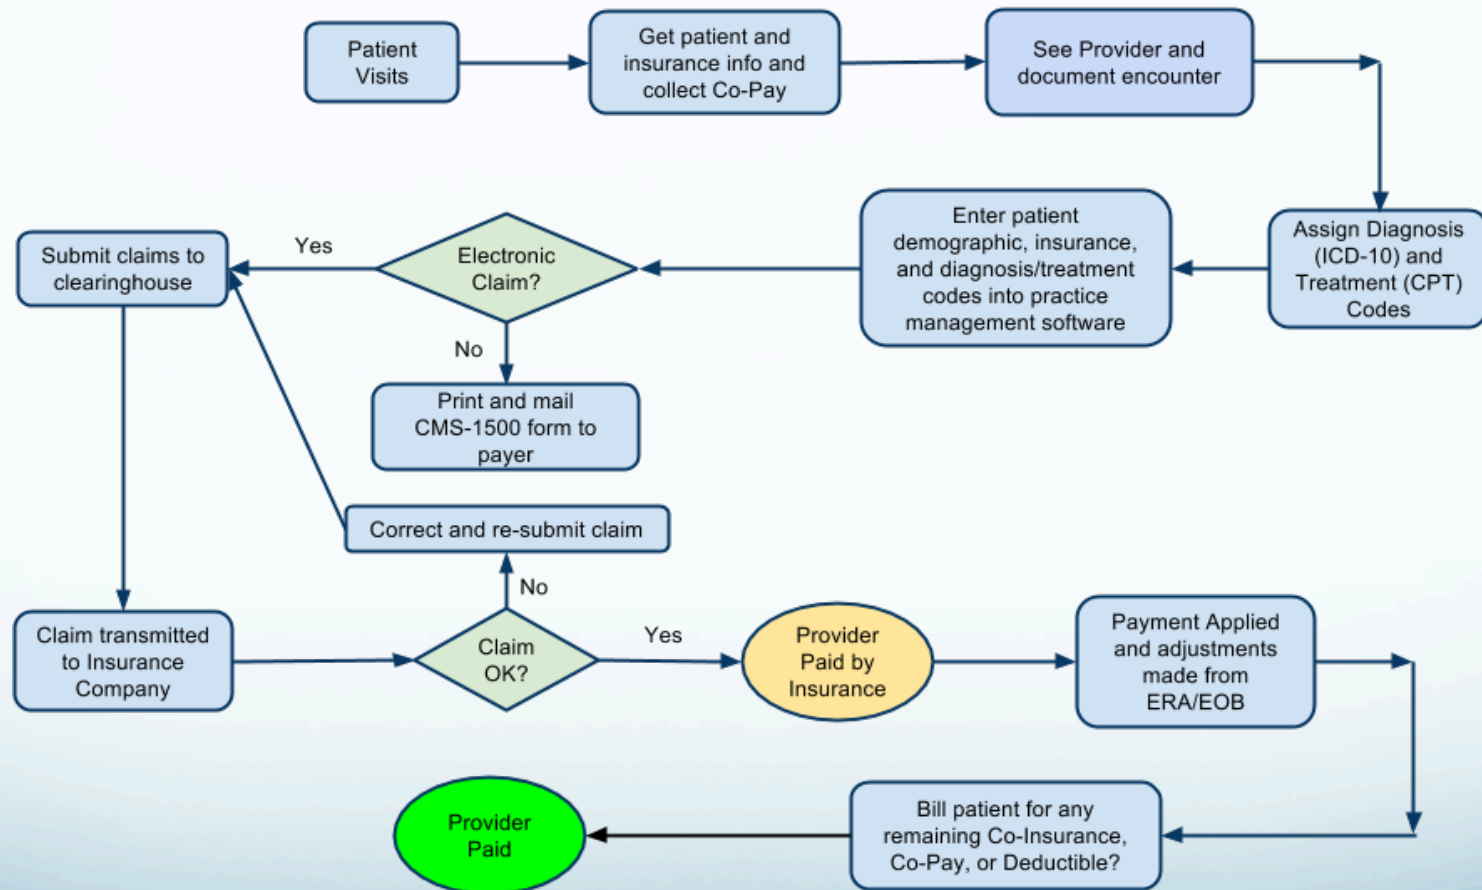 Patient
Visits
Get patient and
insurance info and
collect Co-Pay
See Provider and
document encounter
Assign Diagnosis
(ICD-10) and
Treatment (CPT)
Codes
Enter patient
demographic, insurance,
and diagnosis/treatment
codes into practice
management software
Electronic
Claim?
Yes
Submit claims to
clearinghouse
No
Print and mail
CMS-1500 form to
payer
Correct and re-submit claim
No
Claim transmitted
to Insurance
Company
Claim
OK?
Yes
Provider
Paid by
Insurance
Payment Applied
and adjustments
made from
ERA/EOB
Bill patient for any
remaining Co-Insurance,
Co-Pay, or Deductible?
Provider
Paid